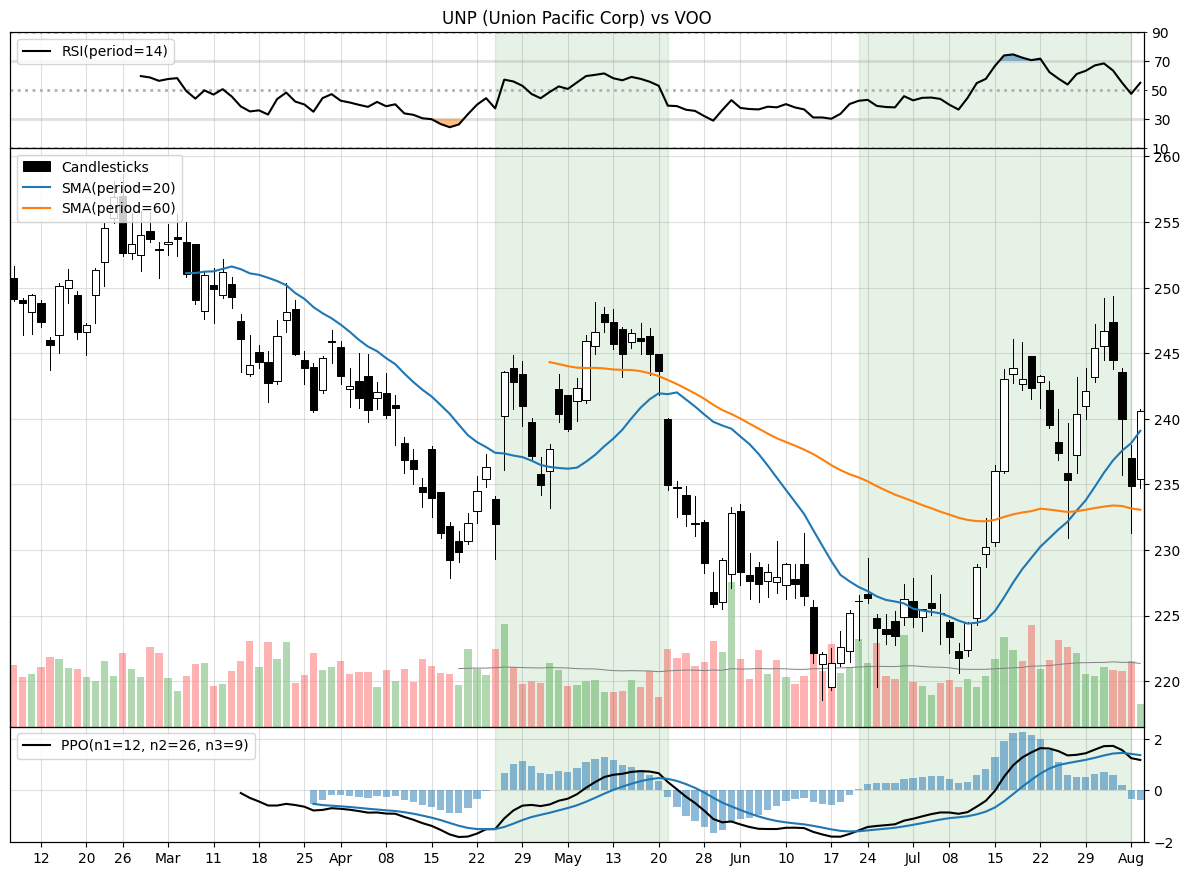 UNP (Union Pacific Corp) vs VOO
RSI(period=14)
90
70
50
30
10
Candlesticks
SMA(period=20)
SMA(period=60)
260
255
250
245
240
235
230
225
220
PPO(n1=12, n2=26, n3=9)
2
0
−2
12 20 26 Mar 11 18 25 Apr 08 15 22 29 May 13 20 28 Jun 10 17 24 Jul 08 15 22 29 Aug